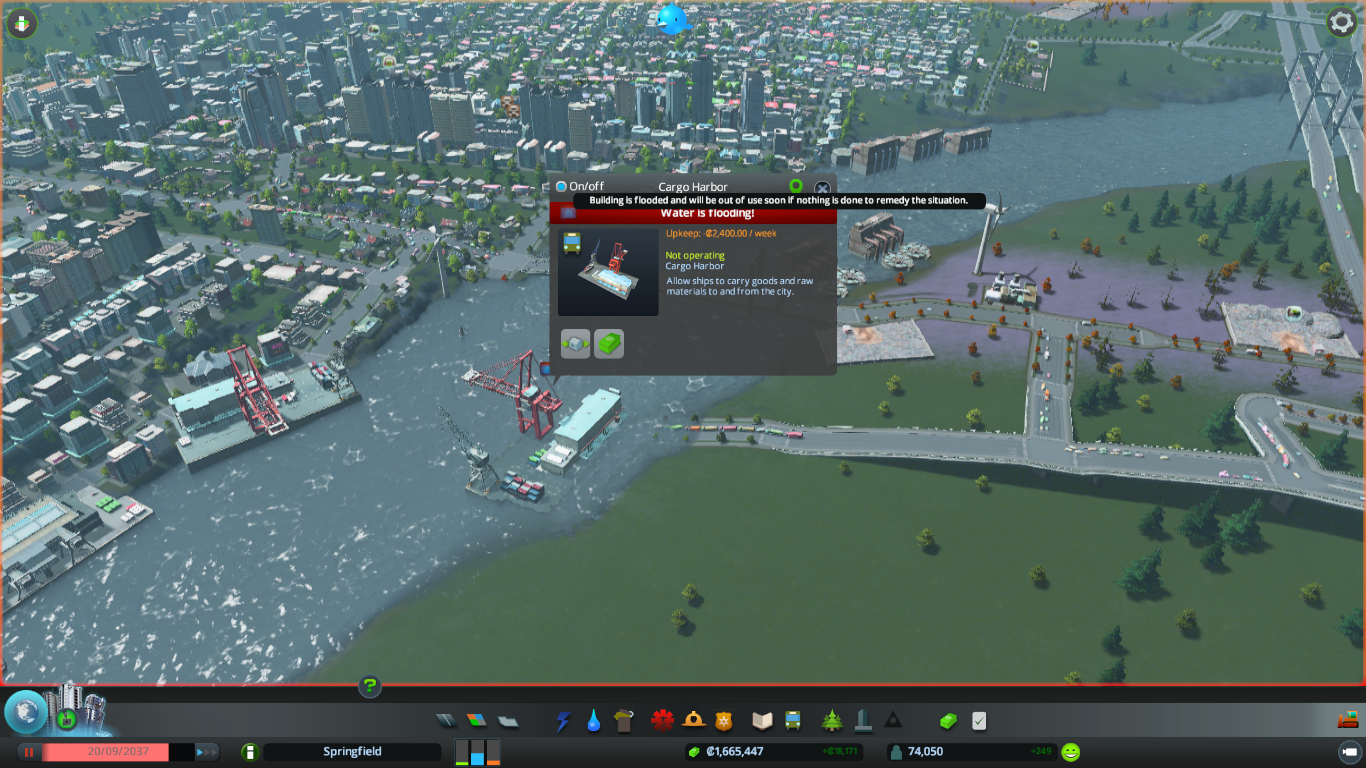 On/off
Cargo Harbor
Building is flooded and will be out of use soon if nothing is done to remedy the situation.
Water is flooding!
Upkeep: -₡2,400.00 / week
Not operating
Cargo Harbor
Allow ships to carry goods and raw
materials to and from the city.
?
20/09/2037
Springfield
₡1,665,447
+₡18,171
74,050
+249